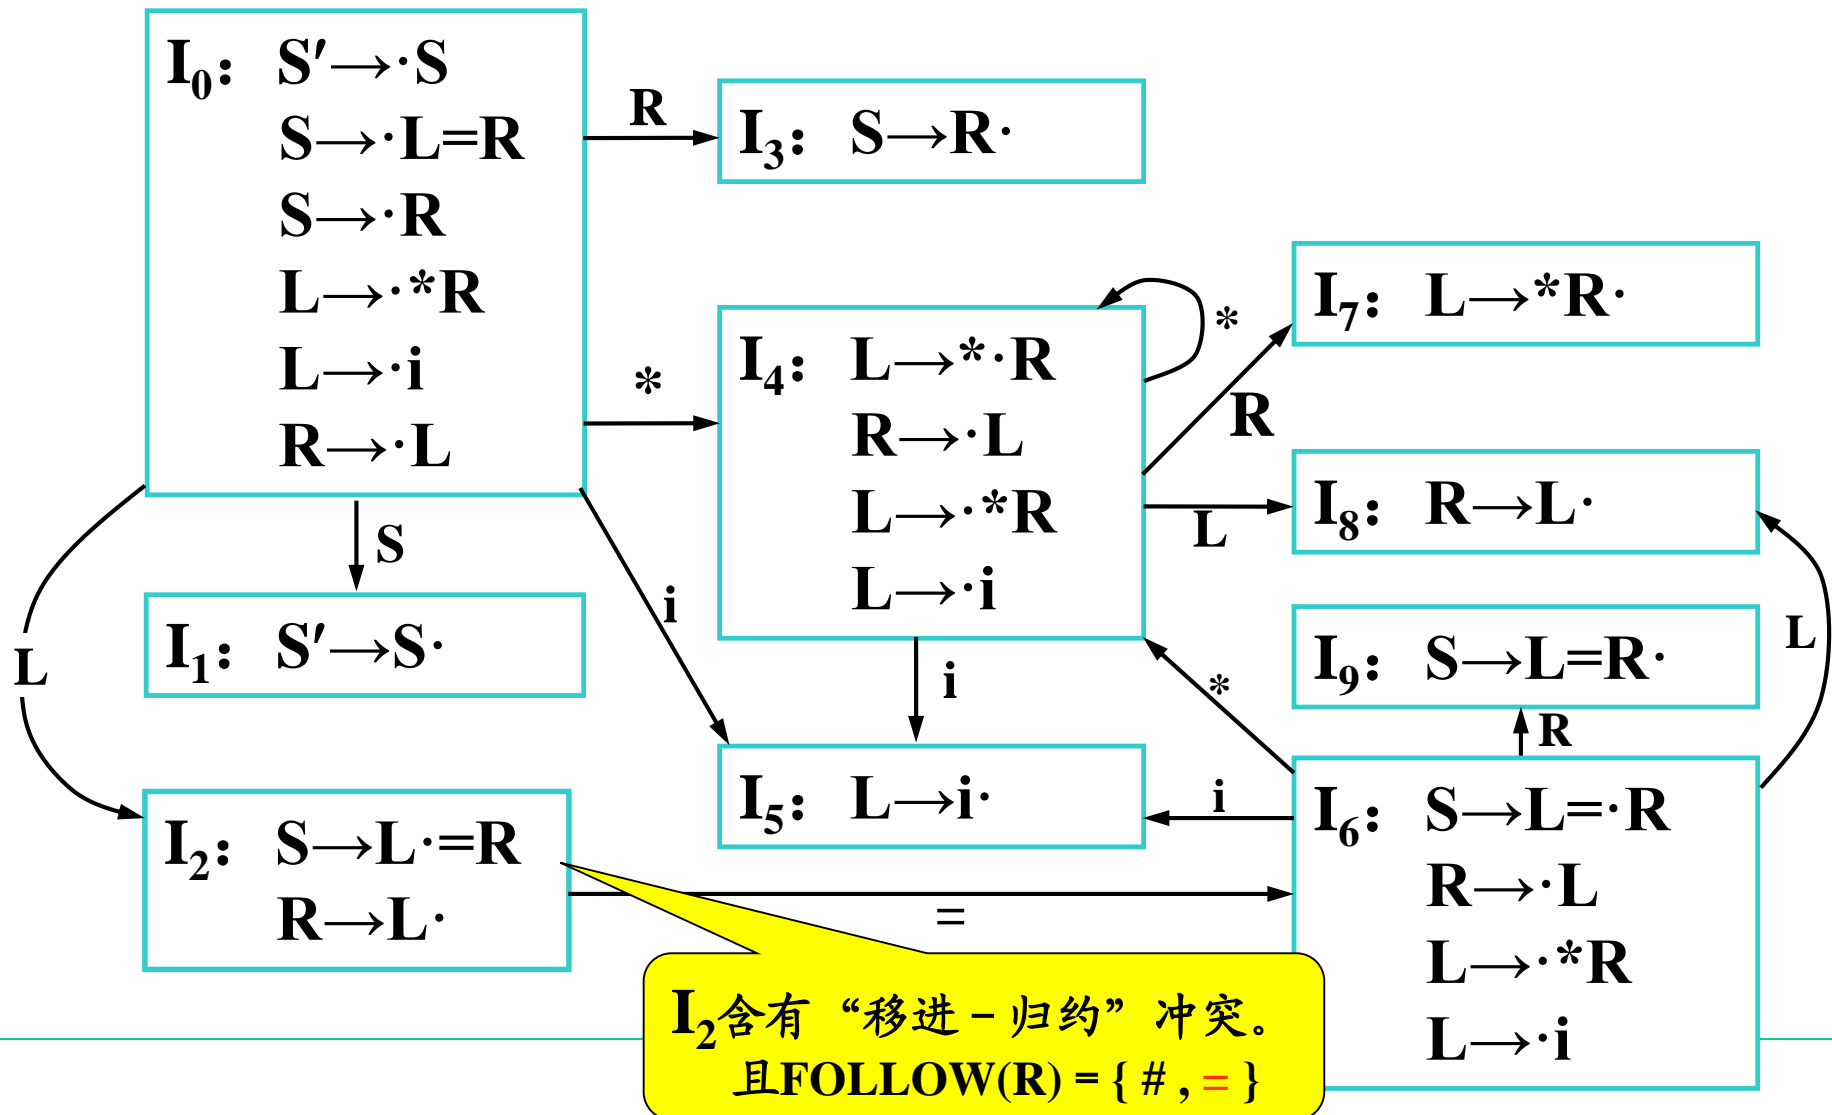 I₀： S′→·S
S→·L=R
S→·R
L→·*R
L→·i
R→·L
R
I₃： S→R·
*
S
L
i
I₁： S′→S·
I₂： S→L·=R
R→L·
I₄： L→*·R
R→·L
L→·*R
L→·i
*
R
L
i
I₅： L→i·
I₇： L→*R·
I₈： R→L·
I₉： S→L=R·
L
*
R
i
=
I₆： S→L=·R
R→·L
L→·*R
L→·i
I₂含有“移进－归约”冲突。
且FOLLOW(R) = { # , = }